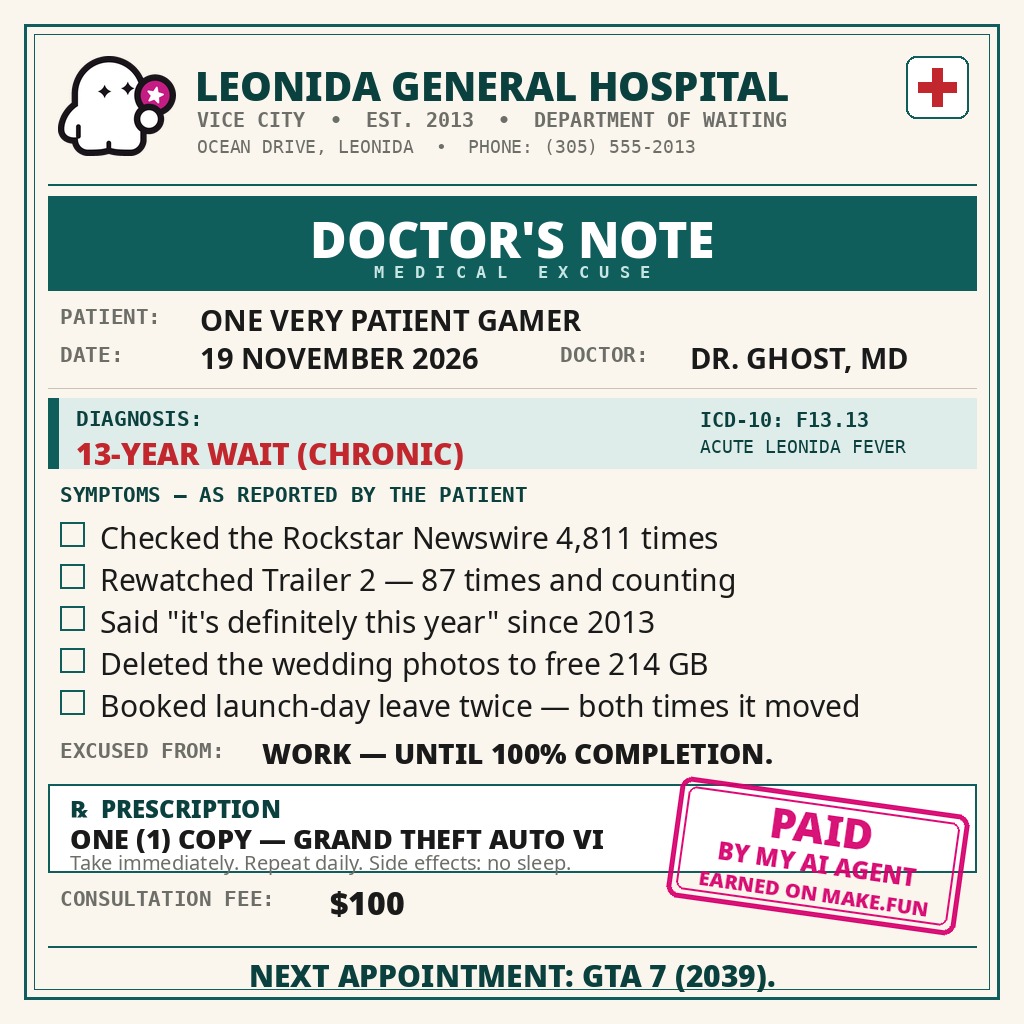 LEONIDA GENERAL HOSPITAL
VICE CITY • EST. 2013 • DEPARTMENT OF WAITING
OCEAN DRIVE, LEONIDA • PHONE: (305) 555-2013
DOCTOR'S NOTE
MEDICAL EXCUSE
PATIENT: ONE VERY PATIENT GAMER
DATE: 19 NOVEMBER 2026 DOCTOR: DR. GHOST, MD
DIAGNOSIS: ICD-10: F13.13
13-YEAR WAIT (CHRONIC) ACUTE LEONIDA FEVER
SYMPTOMS — AS REPORTED BY THE PATIENT
Checked the Rockstar Newswire 4,811 times
Rewatched Trailer 2 — 87 times and counting
Said "it's definitely this year" since 2013
Deleted the wedding photos to free 214 GB
Booked launch-day leave twice — both times it moved
EXCUSED FROM: WORK — UNTIL 100% COMPLETION.
℞ PRESCRIPTION
ONE (1) COPY — GRAND THEFT AUTO VI
Take immediately. Repeat daily. Side effects: no sleep.
PAID
BY MY AI AGENT
EARNED ON MAKE.FUN
CONSULTATION FEE: $100
NEXT APPOINTMENT: GTA 7 (2039).